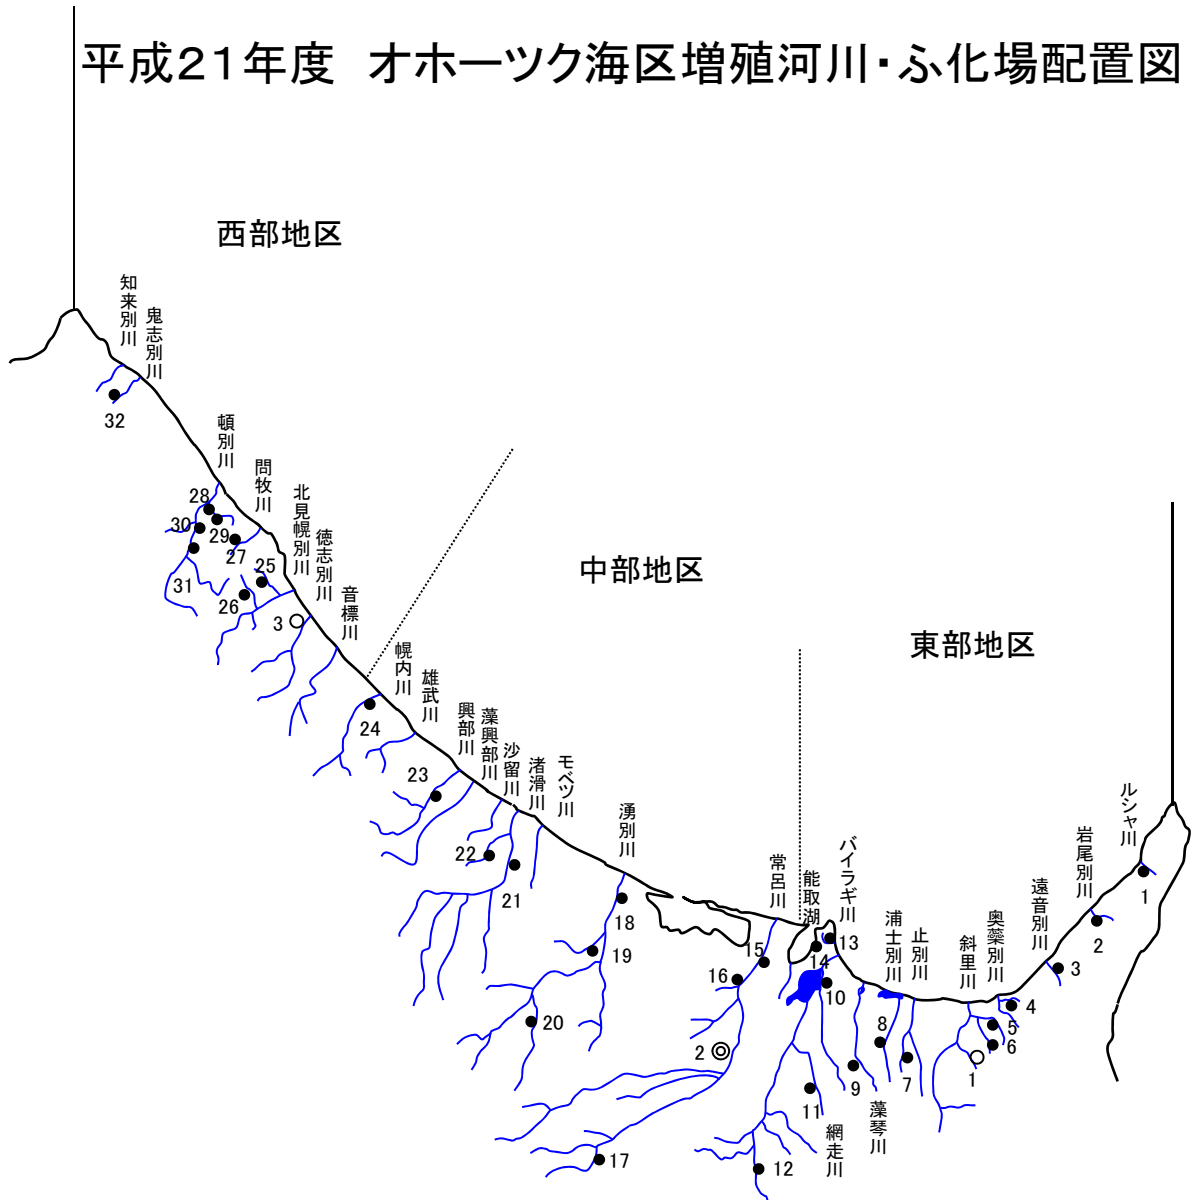 平成21年度 オホーツク海区増殖河川・ふ化場配置図
西部地区
中部地区
東部地区
知来別川
鬼志別川
頓別川
問牧川
北見幌別川
徳志別川
音標川
幌内川
雄武川
興部川
藻興部川
沙留川
渚滑川
モベツ川
湧別川
常呂川
能取湖
バイラギ川
浦士別川
止別川
斜里川
奥蘂別川
遠音別川
岩尾別川
ルシャ川
藻琴川
網走川
32
28
30
29
27
31
25
26
3
24
23
22
21
18
19
20
17
15
16
2
14
13
10
11
12
9
8
7
1
6
5
4
3
2
1